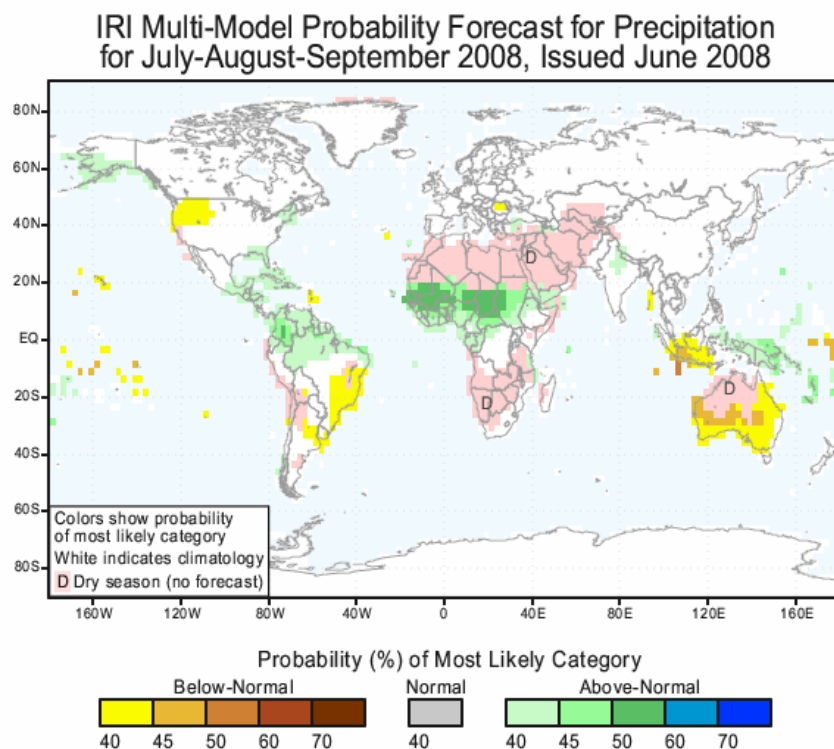 IRI Multi-Model Probability Forecast for Precipitation
for July-August-September 2008, Issued June 2008
80N
60N
40N
20N
EQ
20S
40S
60S
80S
D
D
D
Colors show probability
of most likely category
White indicates climatology
D Dry season (no forecast)
160W 120W 80W 40W 0 40E 80E 120E 160E
Probability (%) of Most Likely Category
Below-Normal Normal Above-Normal
40 45 50 60 70 40 40 45 50 60 70